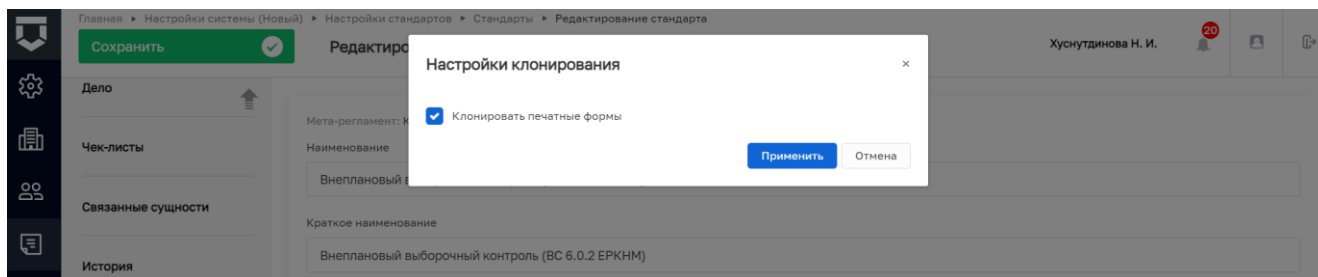 Главная ▸ Настройки системы (Новый) ▸ Настройки стандартов ▸ Стандарты ▸ Редактирование стандарта
Сохранить
Редактиро
Хуснутдинова Н. И.
20
Настройки клонирования
×
Дело
Клонировать печатные формы
Мета-регламент:
Чек-листы
Наименование
Применить
Отмена
Внеплановый
Связанные сущности
Краткое наименование
Внеплановый выборочный контроль (ВС 6.0.2 ЕРКНМ)
История